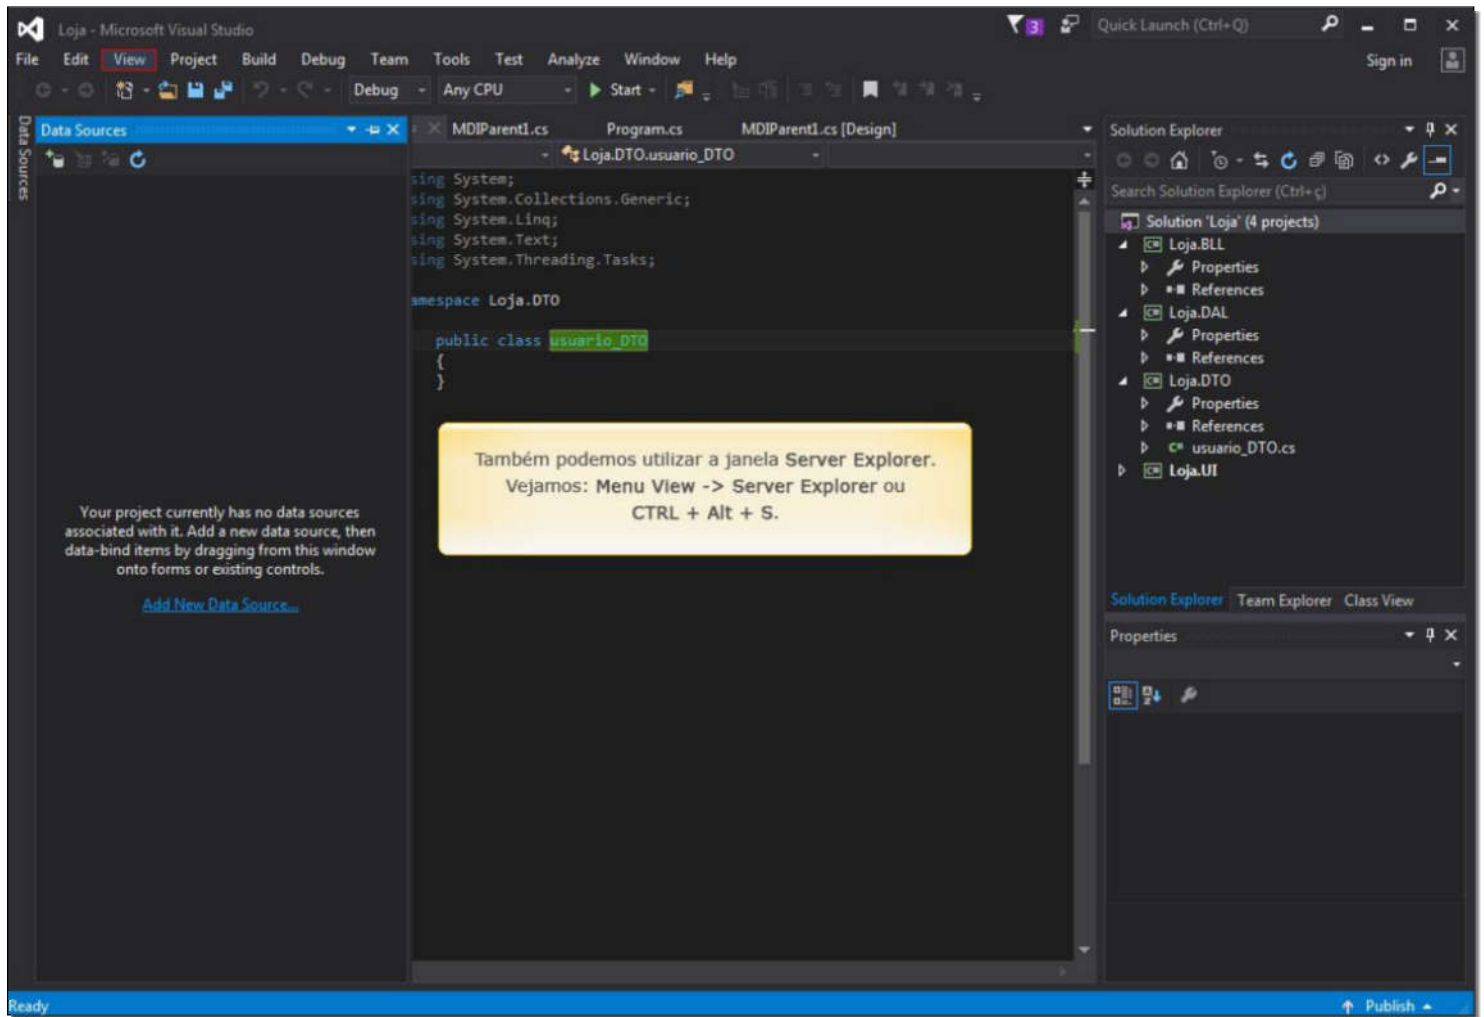 Loja - Microsoft Visual Studio
3
Quick Launch (Ctrl+Q)
File Edit View Project Build Debug Team Tools Test Analyze Window Help
Sign in
Debug Any CPU Start
Data Sources
Data Sources
Your project currently has no data sources
associated with it. Add a new data source, then
data-bind items by dragging from this window
onto forms or existing controls.
Add New Data Source...
MDIParent1.cs Program.cs MDIParent1.cs [Design]
Loja.DTO.usuario_DTO
sing System;
sing System.Collections.Generic;
sing System.Linq;
sing System.Text;
sing System.Threading.Tasks;
amespace Loja.DTO
public class usuario_DTO
{
}
Também podemos utilizar a janela Server Explorer.
Vejamos: Menu View -> Server Explorer ou
CTRL + Alt + S.
Solution Explorer
Search Solution Explorer (Ctrl+ç)
Solution 'Loja' (4 projects)
C# Loja.BLL
Properties
References
C# Loja.DAL
Properties
References
C# Loja.DTO
Properties
References
C# usuario_DTO.cs
C# Loja.UI
Solution Explorer Team Explorer Class View
Properties
Ready
Publish